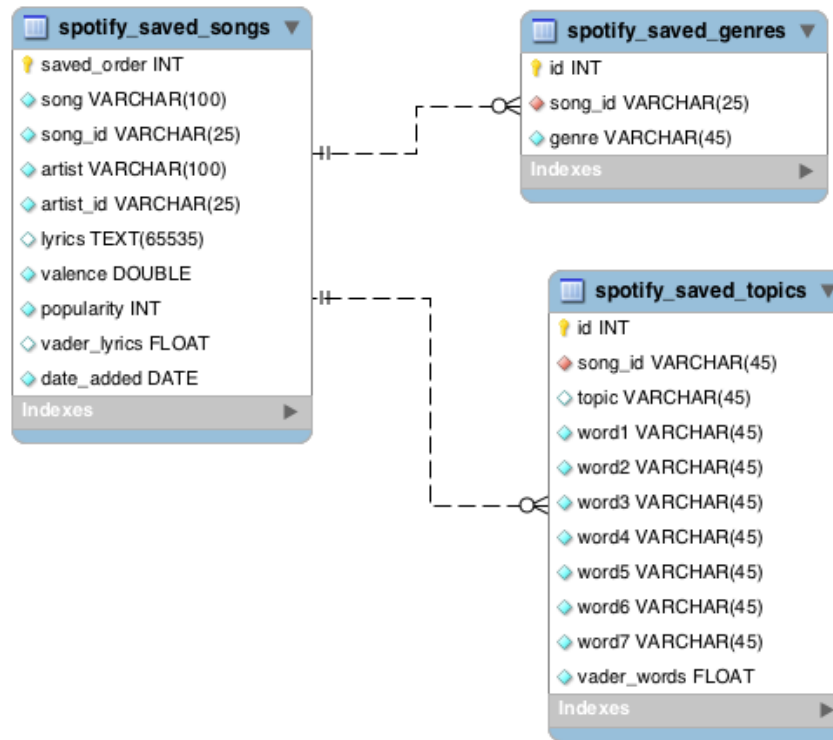 spotify_saved_songs
saved_order INT
song VARCHAR(100)
song_id VARCHAR(25)
artist VARCHAR(100)
artist_id VARCHAR(25)
lyrics TEXT(65535)
valence DOUBLE
popularity INT
vader_lyrics FLOAT
date_added DATE
Indexes
spotify_saved_genres
id INT
song_id VARCHAR(25)
genre VARCHAR(45)
Indexes
spotify_saved_topics
id INT
song_id VARCHAR(45)
topic VARCHAR(45)
word1 VARCHAR(45)
word2 VARCHAR(45)
word3 VARCHAR(45)
word4 VARCHAR(45)
word5 VARCHAR(45)
word6 VARCHAR(45)
word7 VARCHAR(45)
vader_words FLOAT
Indexes